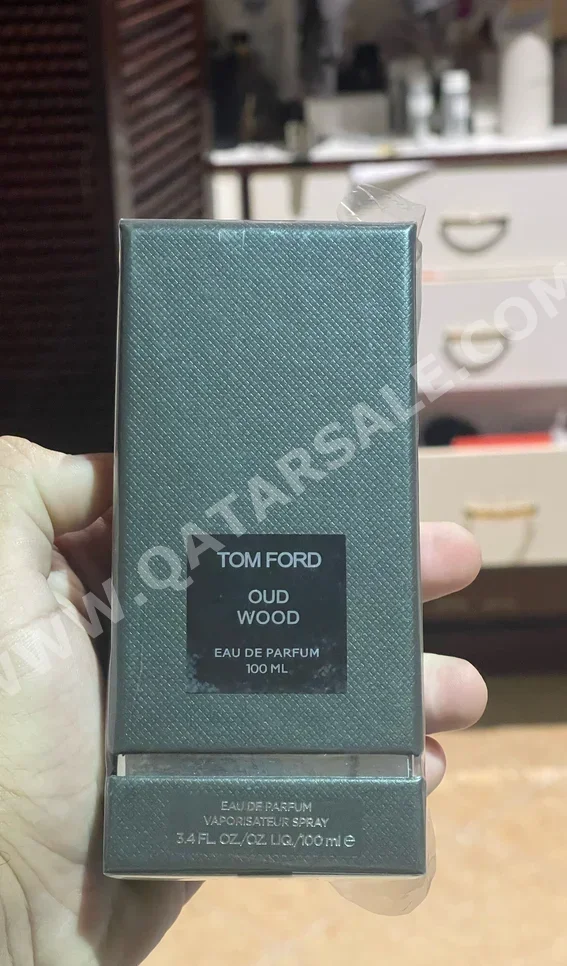 TOM FORD
OUD
WOOD
EAU DE PARFUM
100 ML
EAU DE PARFUM
VAPORISATEUR SPRAY
3.4 FL. OZ./OZ. LIQ./100 ml e
WWW.QATARSALE.COM